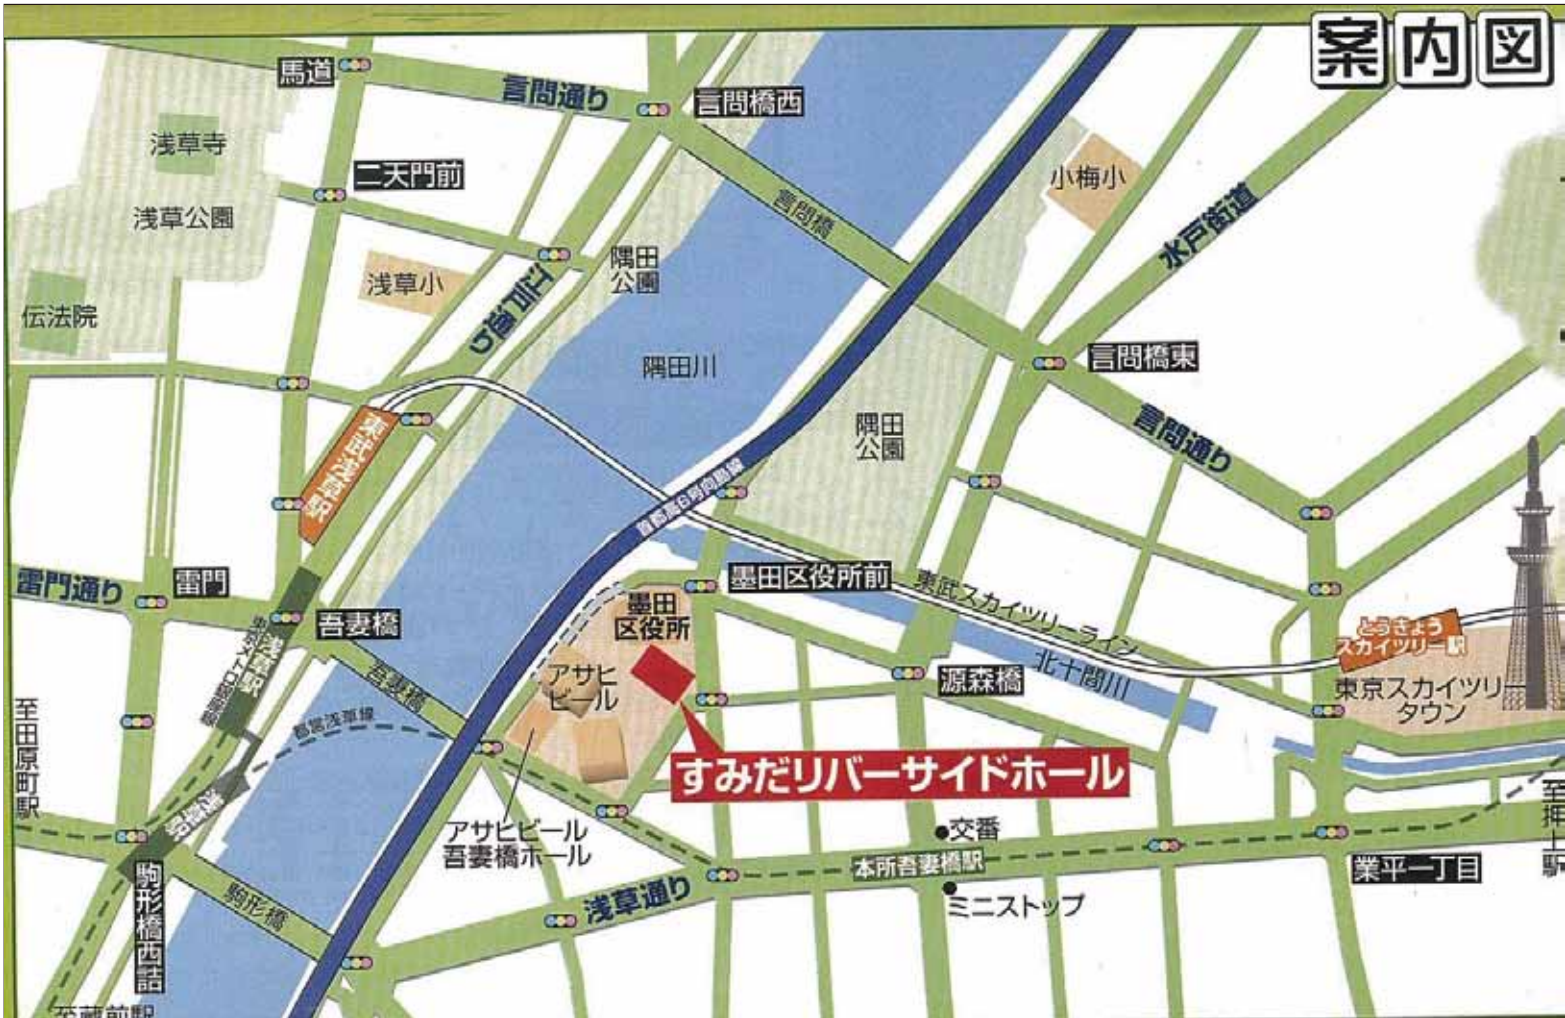 案内図
馬道
言問通り
言問橋西
浅草寺
二天門前
浅草公園
言問橋
小梅小
水戸街道
浅草小
隅田
公園
江戸通り
伝法院
隅田川
言問橋東
隅田
公園
言問通り
東武浅草駅
首都高6号向島線
雷門通り
雷門
吾妻橋
墨田区役所前
墨田
区役所
東武スカイツリーライン
とうきょう
スカイツリー駅
浅草駅
吾妻橋
アサヒ
ビール
源森橋
北十間川
東京スカイツリー
タウン
至田原町駅
都営浅草線
すみだリバーサイドホール
浅草駅
アサヒビール
吾妻橋ホール
交番
本所吾妻橋駅
至押上駅
業平一丁目
駒形橋西詰
駒形橋
浅草通り
ミニストップ
至蔵前駅